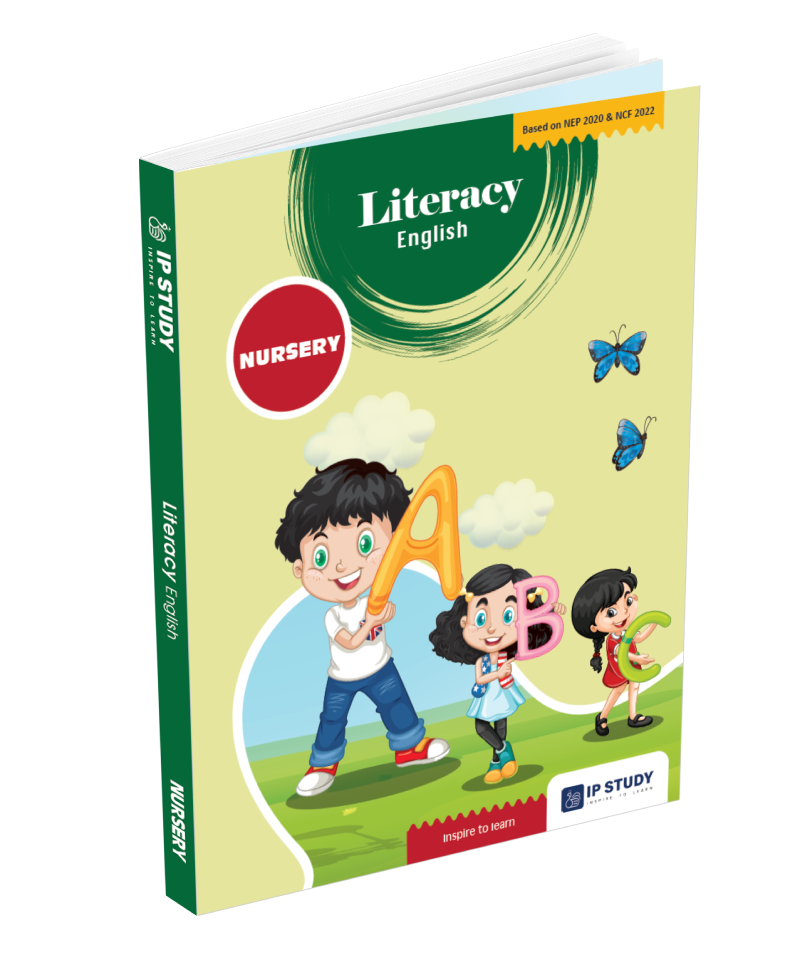 Based on NEP 2020 & NCF 2022
Literacy
English
NURSERY
A
B
C
Inspire to learn
IP STUDY
INSPIRE TO LEARN
IP STUDY
INSPIRE TO LEARN
Literacy English
NURSERY